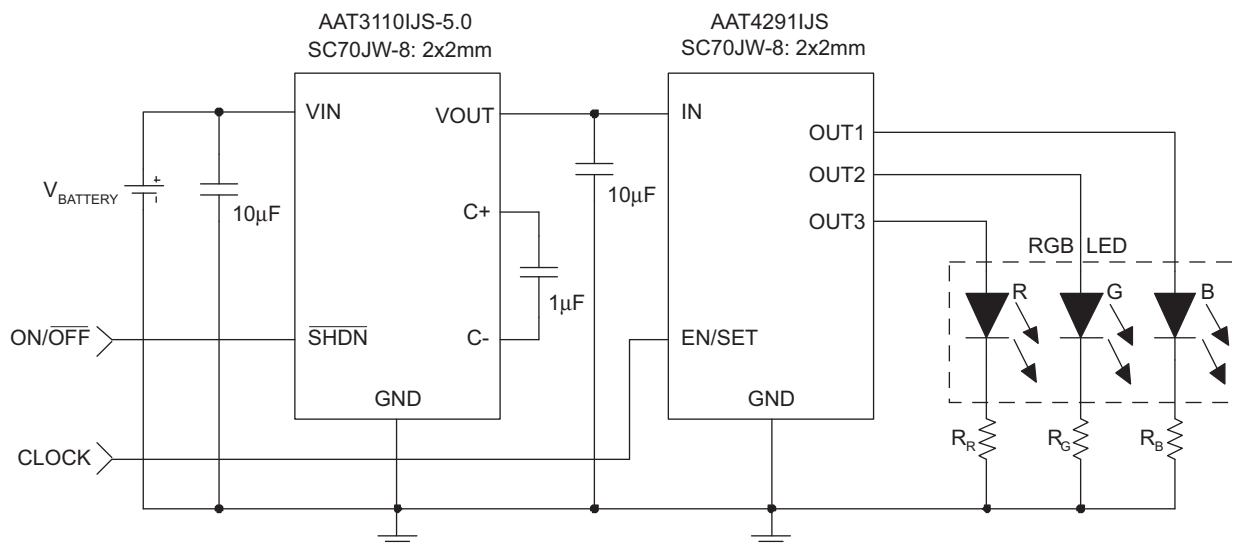 AAT3110IJS-5.0
SC70JW-8: 2x2mm
AAT4291IJS
SC70JW-8: 2x2mm
VIN
VOUT
IN
OUT1
OUT2
OUT3
V_BATTERY
+
-
10μF
10μF
C+
1μF
C-
RGB LED
R
G
B
ON/OFF
SHDN
EN/SET
GND
GND
CLOCK
R_R
R_G
R_B